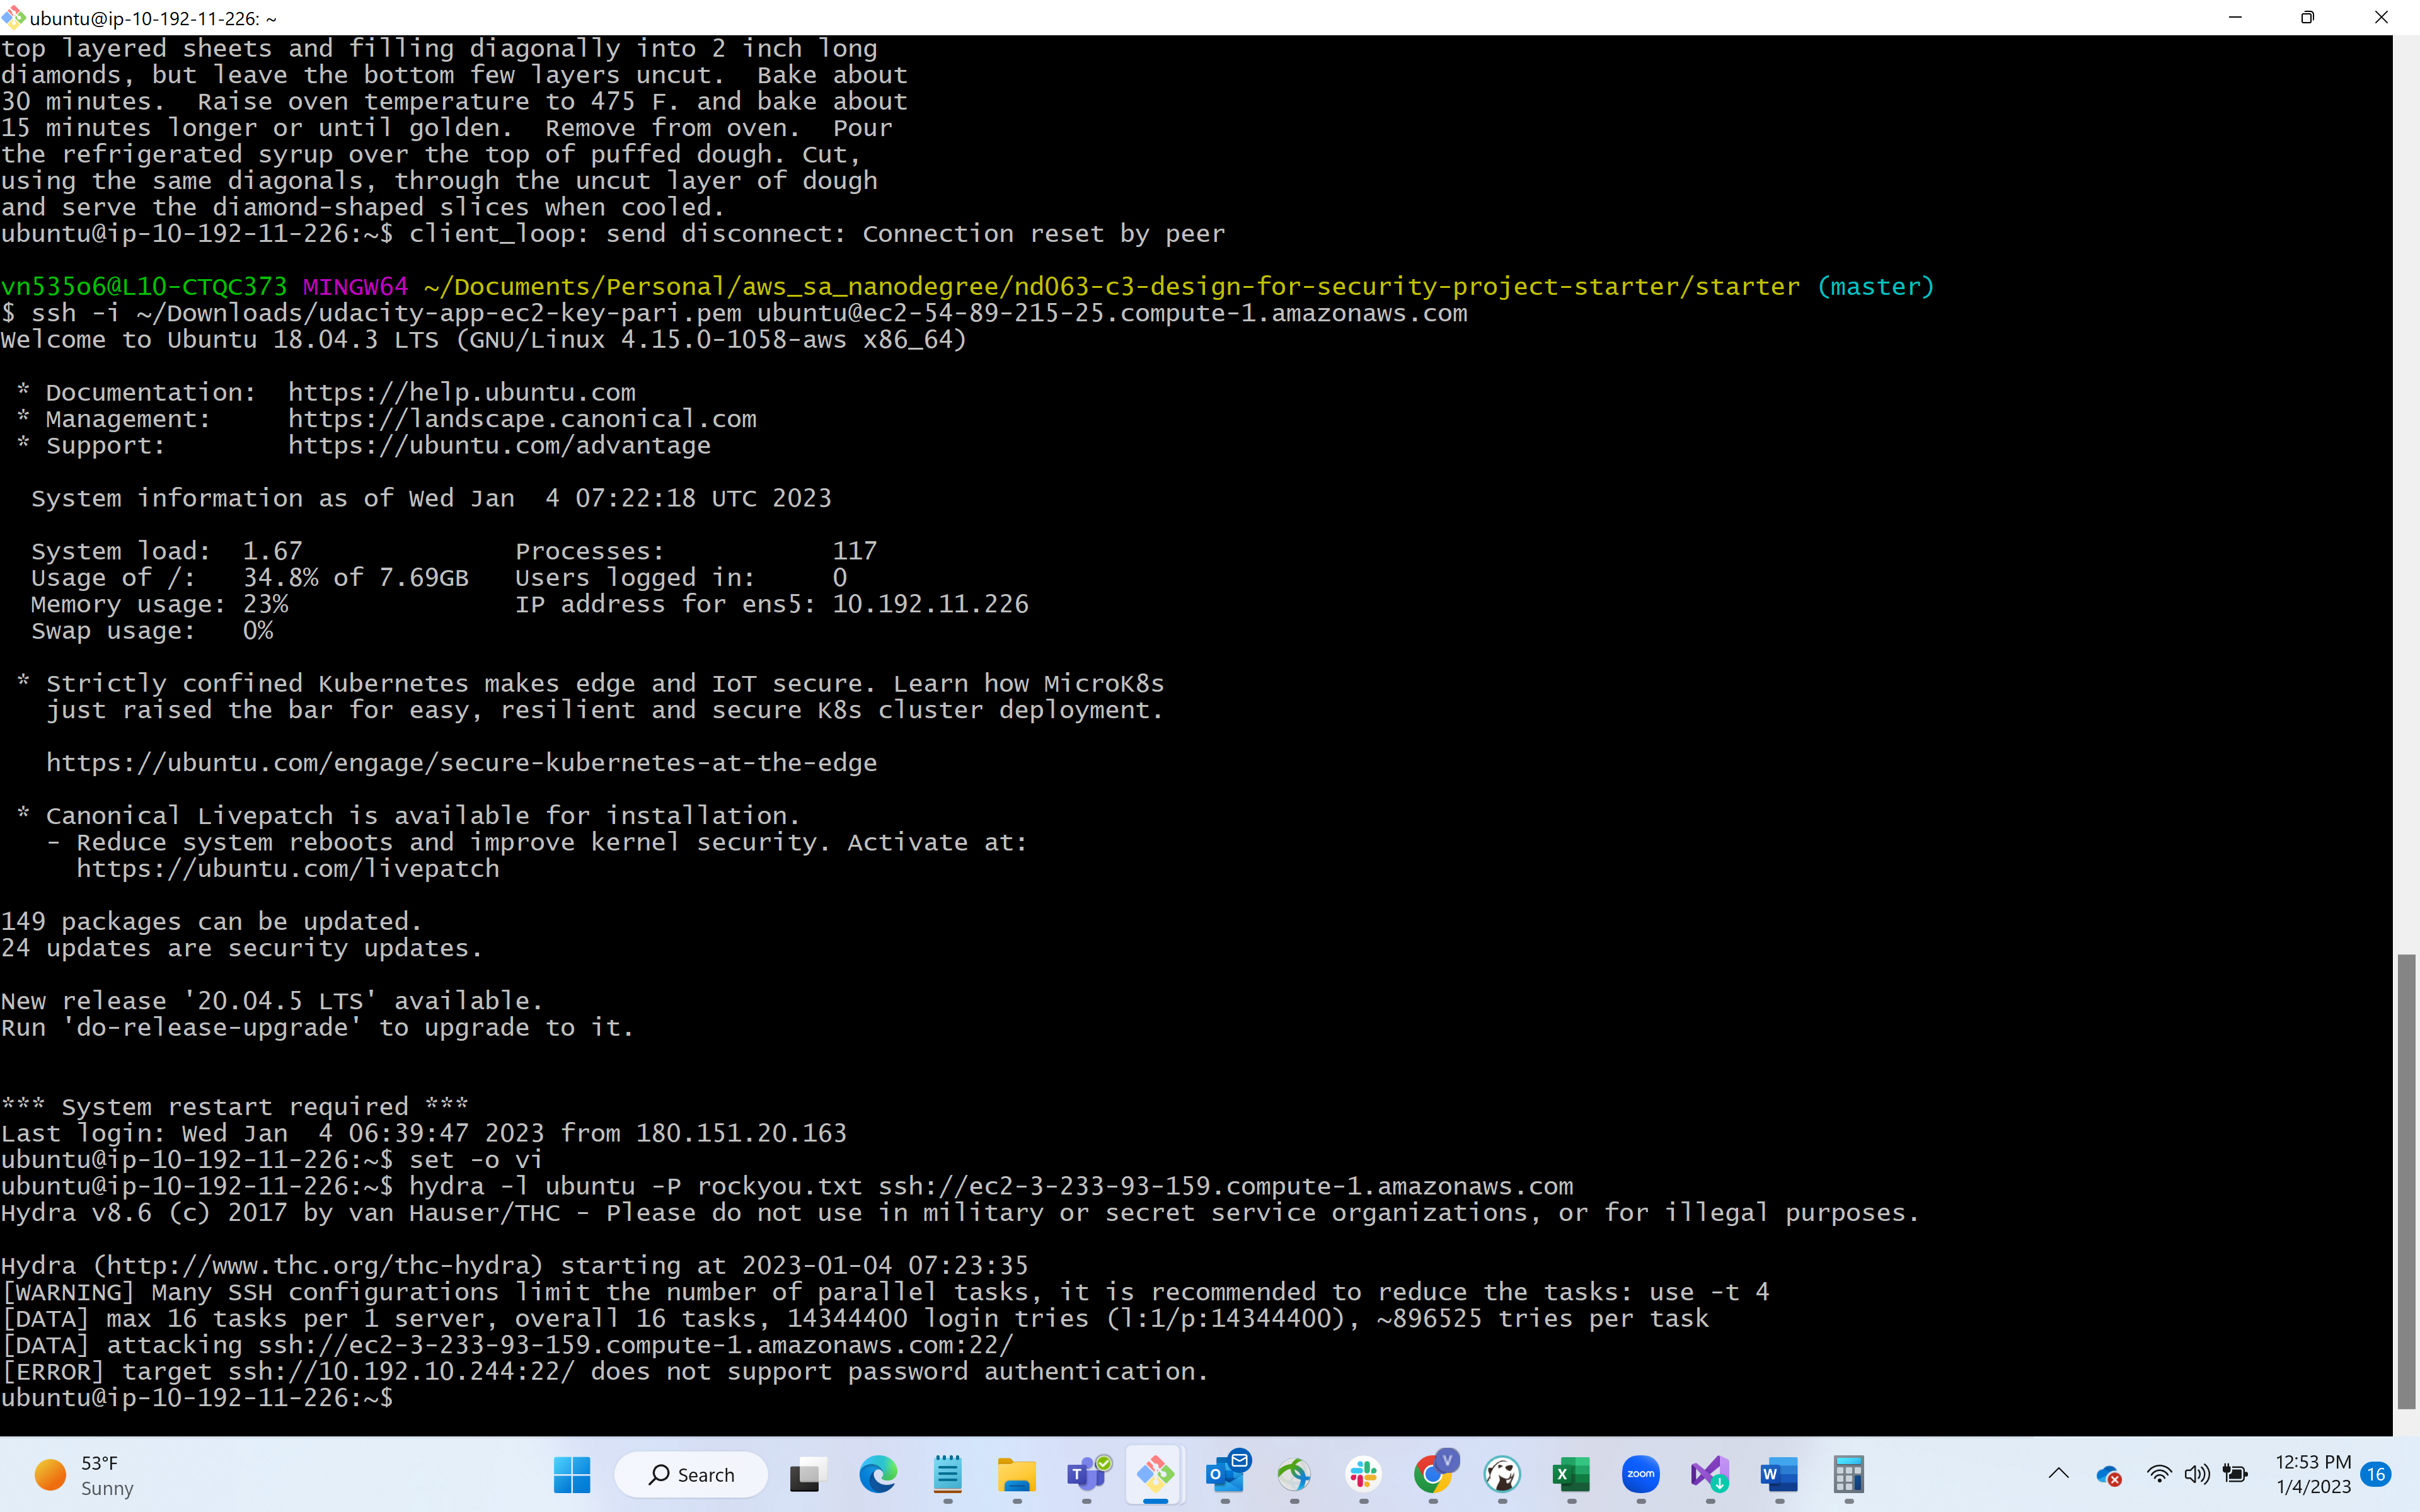 ubuntu@ip-10-192-11-226: ~
top layered sheets and filling diagonally into 2 inch long
diamonds, but leave the bottom few layers uncut.  Bake about
30 minutes.  Raise oven temperature to 475 F. and bake about
15 minutes longer or until golden.  Remove from oven.  Pour
the refrigerated syrup over the top of puffed dough. Cut,
using the same diagonals, through the uncut layer of dough
and serve the diamond-shaped slices when cooled.
ubuntu@ip-10-192-11-226:~$ client_loop: send disconnect: Connection reset by peer
vn535o6@L10-CTQC373 MINGW64 ~/Documents/Personal/aws_sa_nanodegree/nd063-c3-design-for-security-project-starter/starter (master)
$ ssh -i ~/Downloads/udacity-app-ec2-key-pari.pem ubuntu@ec2-54-89-215-25.compute-1.amazonaws.com
Welcome to Ubuntu 18.04.3 LTS (GNU/Linux 4.15.0-1058-aws x86_64)
 * Documentation:  https://help.ubuntu.com
 * Management:     https://landscape.canonical.com
 * Support:        https://ubuntu.com/advantage
  System information as of Wed Jan  4 07:22:18 UTC 2023
  System load:  1.67              Processes:           117
  Usage of /:   34.8% of 7.69GB   Users logged in:     0
  Memory usage: 23%               IP address for ens5: 10.192.11.226
  Swap usage:   0%
 * Strictly confined Kubernetes makes edge and IoT secure. Learn how MicroK8s
   just raised the bar for easy, resilient and secure K8s cluster deployment.
   https://ubuntu.com/engage/secure-kubernetes-at-the-edge
 * Canonical Livepatch is available for installation.
   - Reduce system reboots and improve kernel security. Activate at:
     https://ubuntu.com/livepatch
149 packages can be updated.
24 updates are security updates.
New release '20.04.5 LTS' available.
Run 'do-release-upgrade' to upgrade to it.
*** System restart required ***
Last login: Wed Jan  4 06:39:47 2023 from 180.151.20.163
ubuntu@ip-10-192-11-226:~$ set -o vi
ubuntu@ip-10-192-11-226:~$ hydra -l ubuntu -P rockyou.txt ssh://ec2-3-233-93-159.compute-1.amazonaws.com
Hydra v8.6 (c) 2017 by van Hauser/THC - Please do not use in military or secret service organizations, or for illegal purposes.
Hydra (http://www.thc.org/thc-hydra) starting at 2023-01-04 07:23:35
[WARNING] Many SSH configurations limit the number of parallel tasks, it is recommended to reduce the tasks: use -t 4
[DATA] max 16 tasks per 1 server, overall 16 tasks, 14344400 login tries (l:1/p:14344400), ~896525 tries per task
[DATA] attacking ssh://ec2-3-233-93-159.compute-1.amazonaws.com:22/
[ERROR] target ssh://10.192.10.244:22/ does not support password authentication.
ubuntu@ip-10-192-11-226:~$
53°F
Sunny
Search
T
O
V
X
zoom
W
12:53 PM
1/4/2023
16